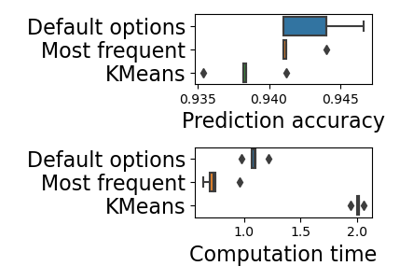 Default options
Most frequent
KMeans
0.935 0.940 0.945
Prediction accuracy
Default options
Most frequent
KMeans
1.0 1.5 2.0
Computation time